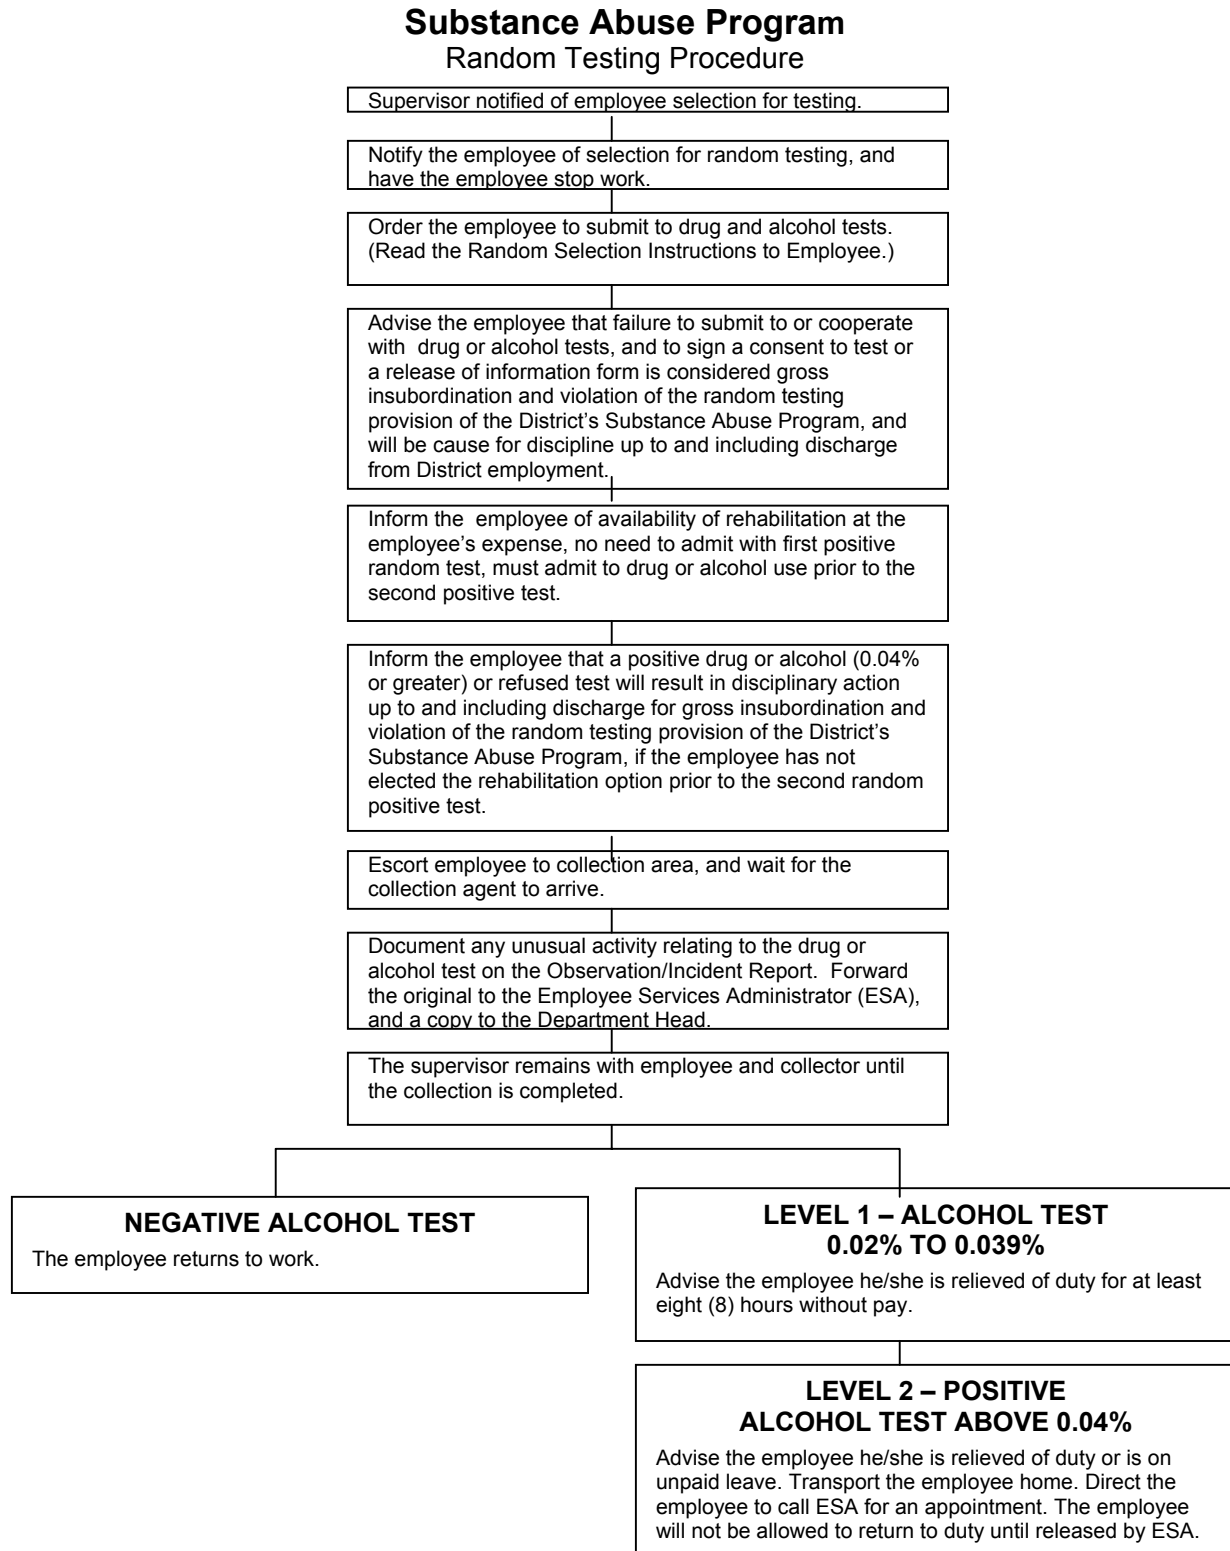 Substance Abuse Program
Random Testing Procedure
Supervisor notified of employee selection for testing.
Notify the employee of selection for random testing, and
have the employee stop work.
Order the employee to submit to drug and alcohol tests.
(Read the Random Selection Instructions to Employee.)
Advise the employee that failure to submit to or cooperate
with drug or alcohol tests, and to sign a consent to test or
a release of information form is considered gross
insubordination and violation of the random testing
provision of the District's Substance Abuse Program, and
will be cause for discipline up to and including discharge
from District employment.
Inform the employee of availability of rehabilitation at the
employee's expense, no need to admit with first positive
random test, must admit to drug or alcohol use prior to the
second positive test.
Inform the employee that a positive drug or alcohol (0.04%
or greater) or refused test will result in disciplinary action
up to and including discharge for gross insubordination and
violation of the random testing provision of the District's
Substance Abuse Program, if the employee has not
elected the rehabilitation option prior to the second random
positive test.
Escort employee to collection area, and wait for the
collection agent to arrive.
Document any unusual activity relating to the drug or
alcohol test on the Observation/Incident Report. Forward
the original to the Employee Services Administrator (ESA),
and a copy to the Department Head.
The supervisor remains with employee and collector until
the collection is completed.
NEGATIVE ALCOHOL TEST
The employee returns to work.
LEVEL 1 – ALCOHOL TEST
0.02% TO 0.039%
Advise the employee he/she is relieved of duty for at least
eight (8) hours without pay.
LEVEL 2 – POSITIVE
ALCOHOL TEST ABOVE 0.04%
Advise the employee he/she is relieved of duty or is on
unpaid leave. Transport the employee home. Direct the
employee to call ESA for an appointment. The employee
will not be allowed to return to duty until released by ESA.